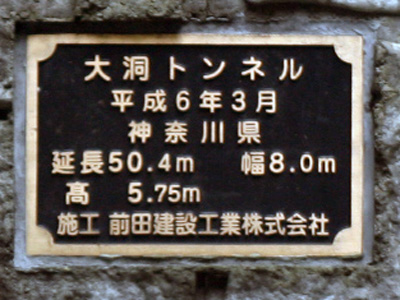 大洞トンネル
平成6年3月
神奈川県
延長50.4m 幅8.0m
髙 5.75m
施工 前田建設工業株式会社